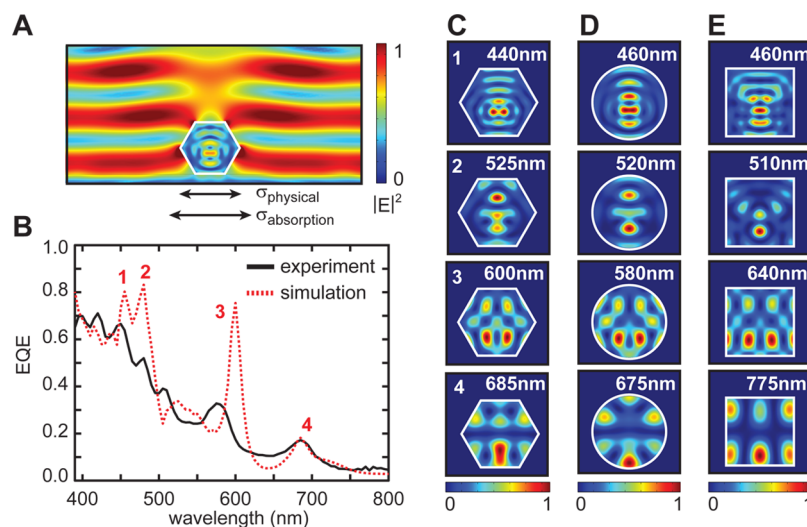 A
1
0
|E|²
σphysical
σabsorption
B
EQE
1.0
0.8
0.6
0.4
0.2
0.0
1
2
3
4
experiment
simulation
400
500
600
700
800
wavelength (nm)
C
D
E
1
440nm
460nm
460nm
2
525nm
520nm
510nm
3
600nm
580nm
640nm
4
685nm
675nm
775nm
0
1
0
1
0
1